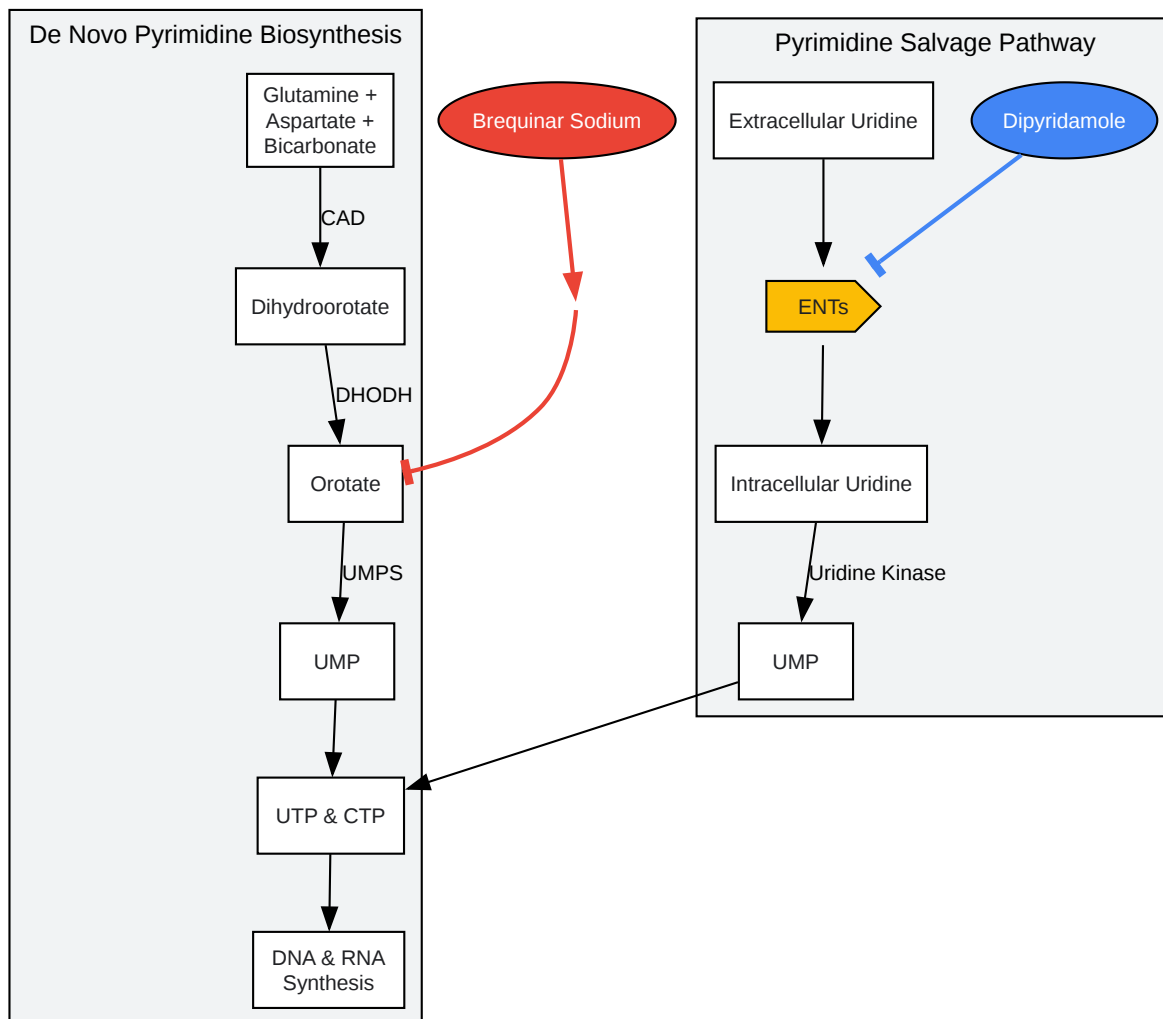 De Novo Pyrimidine Biosynthesis
Glutamine +
Aspartate +
Bicarbonate
CAD
Dihydroorotate
DHODH
Orotate
UMPS
UMP
UTP & CTP
DNA & RNA
Synthesis
Brequinar Sodium
Pyrimidine Salvage Pathway
Extracellular Uridine
Dipyridamole
ENTs
Intracellular Uridine
Uridine Kinase
UMP